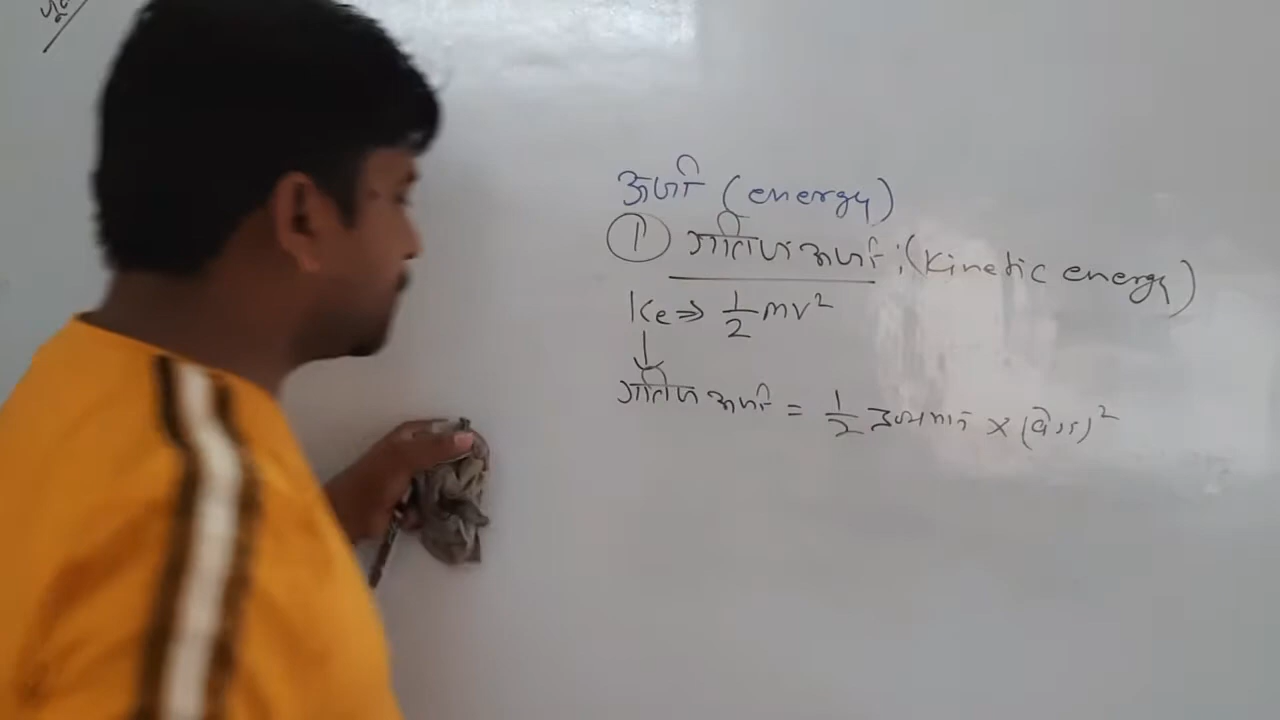 ऊर्जा (energy)
① गतिज ऊर्जा :(Kinetic energy)
Ke ⇒ 1/2 mv²
↓
गतिज ऊर्जा = 1/2 द्रव्यमान × (वेग)²